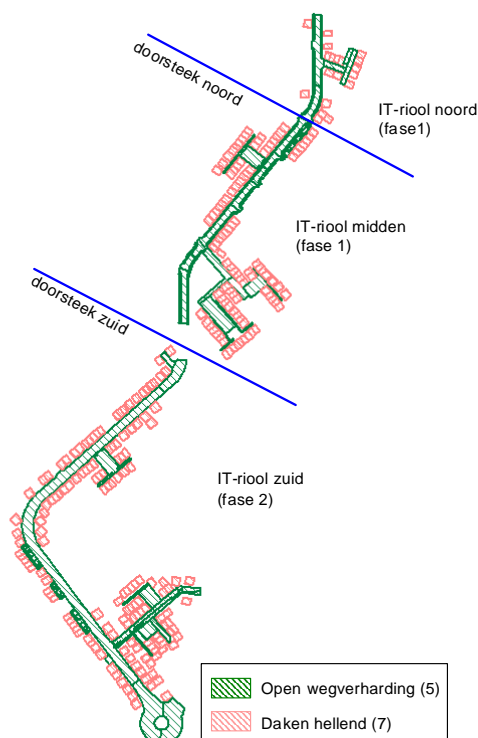 doorsteek noord
IT-riool noord
(fase1)
IT-riool midden
(fase 1)
doorsteek zuid
IT-riool zuid
(fase 2)
Open wegverharding (5)
Daken hellend (7)